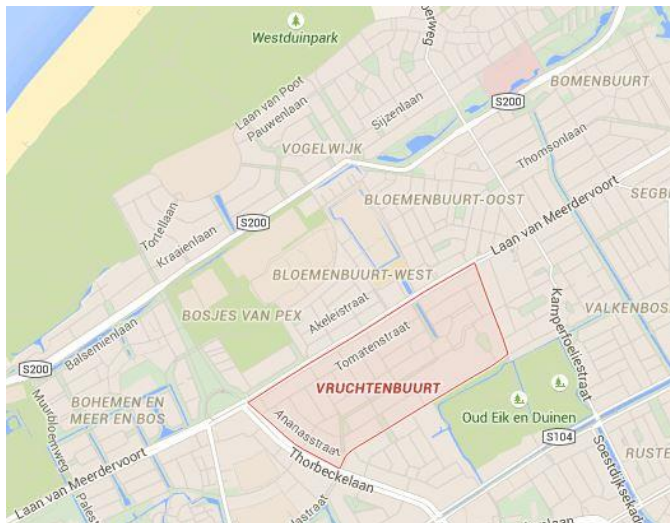 Westduinpark
Laan van Poot
Pauwenlaan
Sijzenlaan
BOMENBUURT
S200
VOGELWIJK
Thomsonlaan
BLOEMENBUURT-OOST
Laan van Meerdervoort
Tortellaan
Kraaienlaan
S200
BLOEMENBUURT-WEST
Akeleistraat
BOSJES VAN PEX
Kamperfoeliestraat
Tomatenstraat
Balsemienlaan
S200
VRUCHTENBUURT
BOHEMEN EN
MEER EN BOS
Muurbloemweg
Ananasstraat
Oud Eik en Duinen
S104
Thorbeckelaan
Laan van Meerdervoort